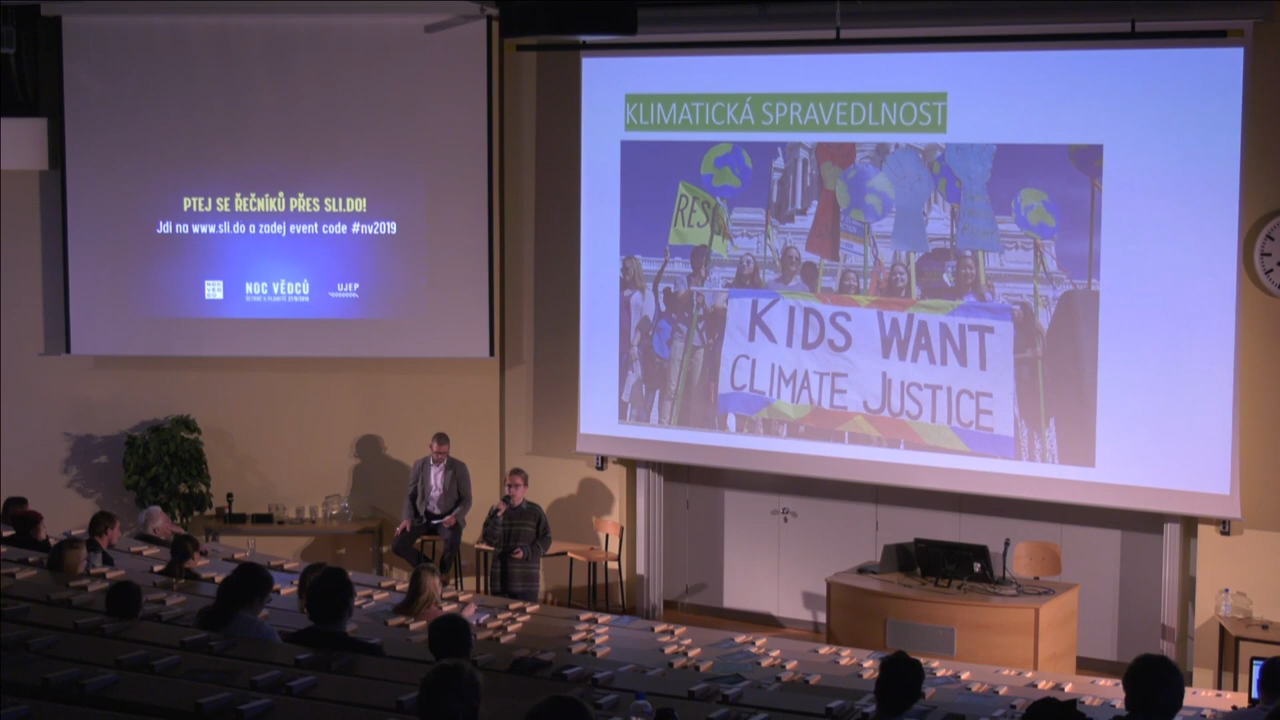 PTEJ SE ŘEČNÍKŮ PŘES SLI.DO!
Jdi na www.sli.do a zadej event code #nv2019
NOC VĚDCŮ
UJEP
KLIMATICKÁ SPRAVEDLNOST
KIDS WANT
CLIMATE JUSTICE